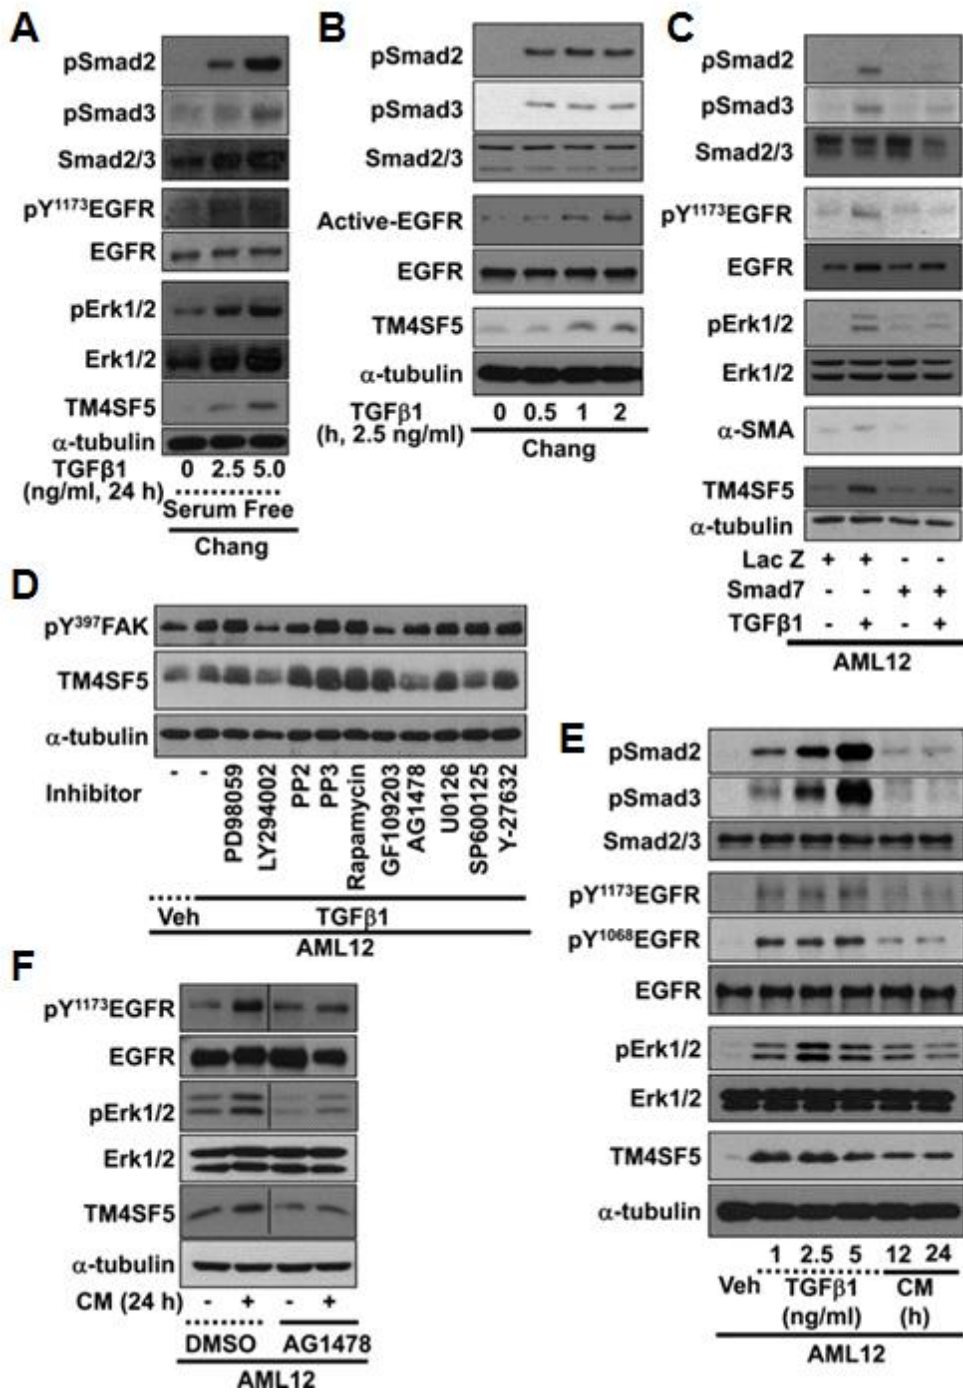 A
pSmad2
pSmad3
Smad2/3
pY¹¹⁷³EGFR
EGFR
pErk1/2
Erk1/2
TM4SF5
α-tubulin
TGFβ1 0 2.5 5.0
(ng/ml, 24 h)
Serum Free
Chang
B
pSmad2
pSmad3
Smad2/3
Active-EGFR
EGFR
TM4SF5
α-tubulin
TGFβ1 0 0.5 1 2
(h, 2.5 ng/ml)
Chang
C
pSmad2
pSmad3
Smad2/3
pY¹¹⁷³EGFR
EGFR
pErk1/2
Erk1/2
α-SMA
TM4SF5
α-tubulin
Lac Z + + - -
Smad7 - - + +
TGFβ1 - + - +
AML12
D
pY³⁹⁷FAK
TM4SF5
α-tubulin
Inhibitor - - PD98059 LY294002 PP2 PP3 Rapamycin GF109203 AG1478 U0126 SP600125 Y-27632
Veh TGFβ1
AML12
E
pSmad2
pSmad3
Smad2/3
pY¹¹⁷³EGFR
pY¹⁰⁶⁸EGFR
EGFR
pErk1/2
Erk1/2
TM4SF5
α-tubulin
1 2.5 5 12 24
Veh TGFβ1 CM
(ng/ml) (h)
AML12
F
pY¹¹⁷³EGFR
EGFR
pErk1/2
Erk1/2
TM4SF5
α-tubulin
CM (24 h) - + - +
DMSO AG1478
AML12